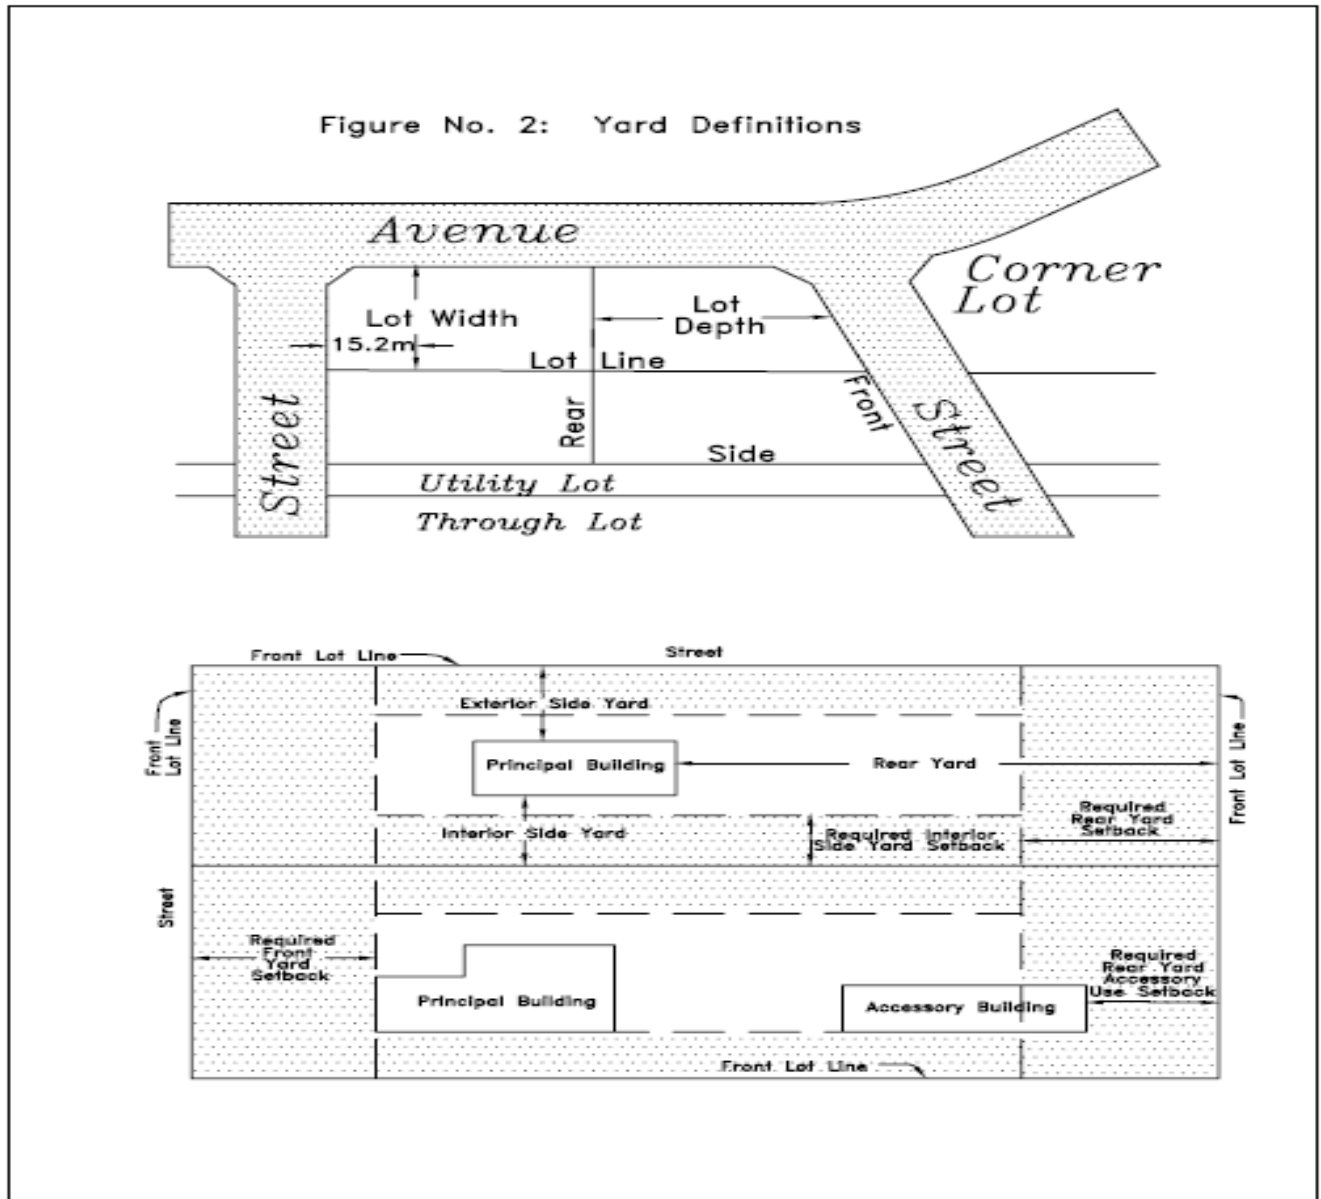 Figure No. 2: Yard Definitions
Avenue
Corner
Lot
Lot Width
Lot
Depth
15.2m
Lot Line
Front
Rear
Street
Street
Side
Utility Lot
Through Lot
Front Lot Line
Street
Exterior Side Yard
Front
Lot Line
Principal Building
Rear Yard
Front Lot Line
Required
Rear Yard
Setback
Interior Side Yard
Required Interior
Side Yard Setback
Street
Required
Front
Yard
Setback
Required
Rear Yard
Accessory
Use Setback
Principal Building
Accessory Building
Front Lot Line